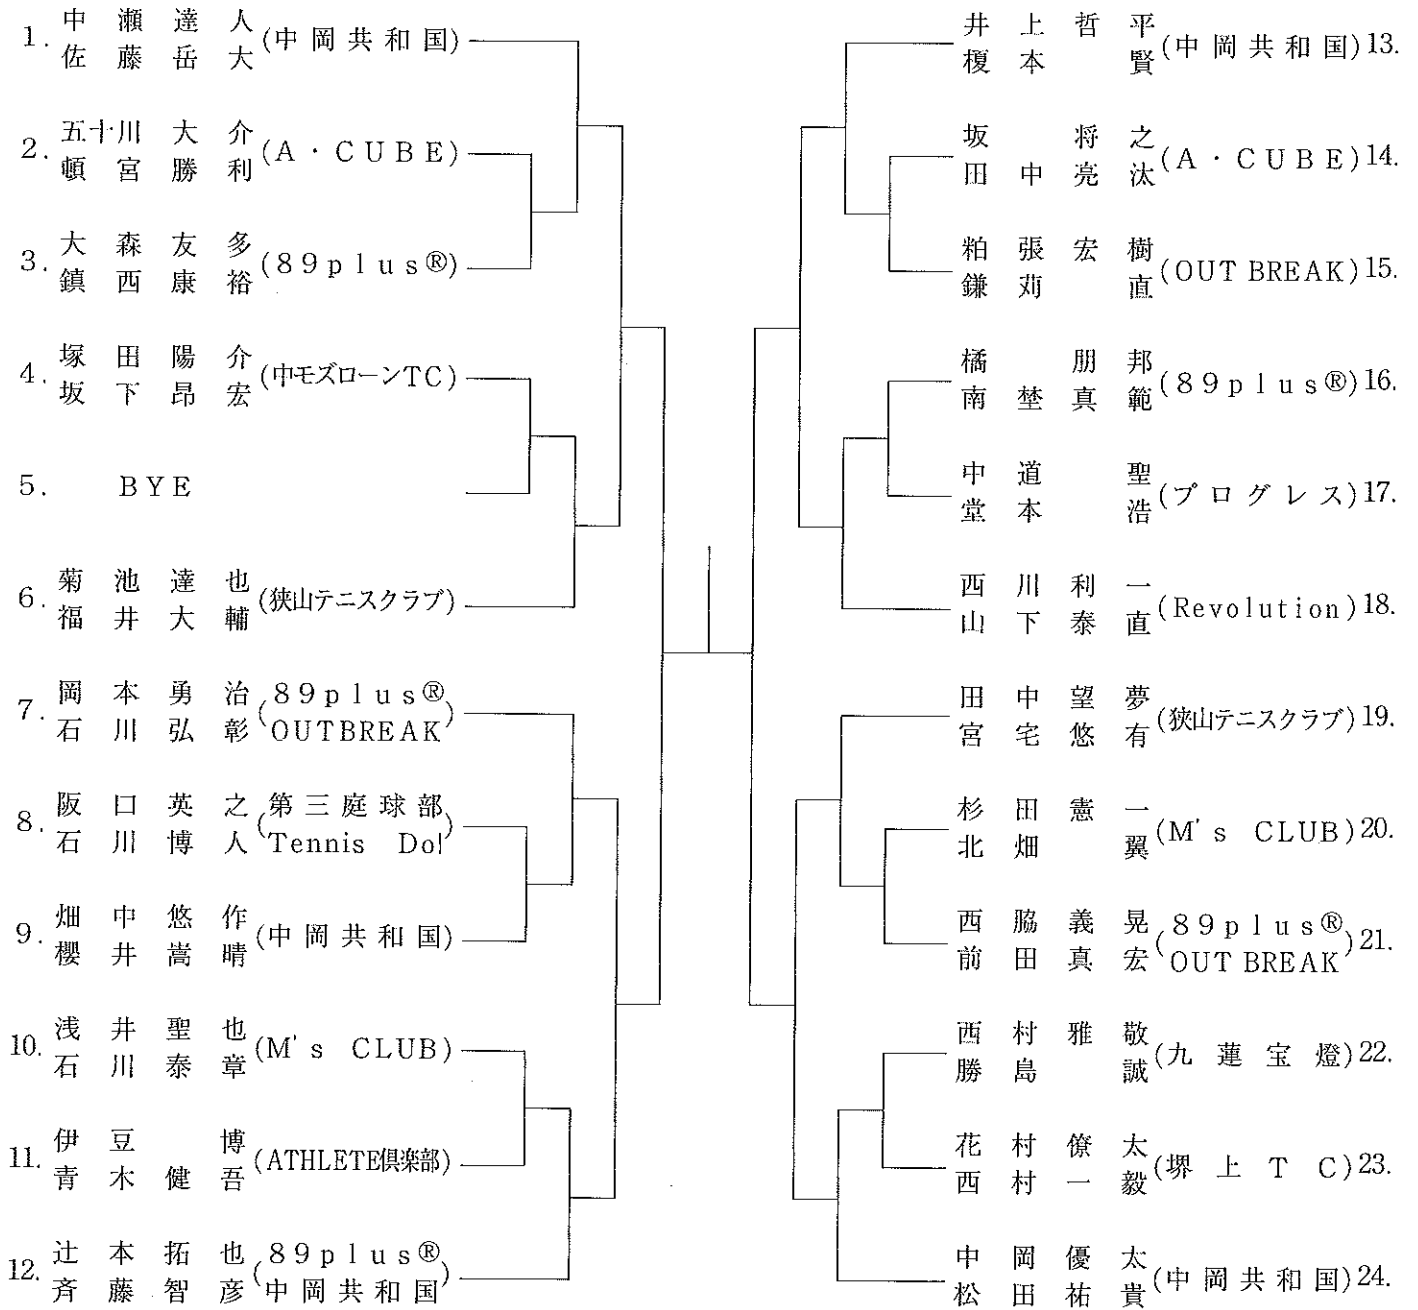 1. 中瀬達人 (中岡共和国)
佐藤岳大
2. 五十川大介 (A・CUBE)
頓宮勝利
3. 大森友多 (89plus®)
鎮西康裕
4. 塚田陽介 (中モズローンTC)
坂下昂宏
5. BYE
6. 菊池達也 (狭山テニスクラブ)
福井大輔
7. 岡本勇治 (89plus®
石川弘彰 OUTBREAK)
8. 阪口英之 (第三庭球部
石川博人 Tennis Do!)
9. 畑中悠作 (中岡共和国)
櫻井嵩晴
10. 浅井聖也 (M's CLUB)
石川泰章
11. 伊豆博 (ATHLETE倶楽部)
青木健吾
12. 辻本拓也 (89plus®
斉藤智彦 中岡共和国)
井上哲平 (中岡共和国) 13.
榎本賢
坂将之 (A・CUBE) 14.
田中亮汰
粕張宏樹 (OUT BREAK) 15.
鎌苅直
橘朋邦 (89plus®) 16.
南埜真範
中道聖 (プログレス) 17.
堂本浩
西川利一 (Revolution) 18.
山下泰直
田中望夢 (狭山テニスクラブ) 19.
宮宅悠有
杉田憲一 (M's CLUB) 20.
北畑翼
西脇義晃 (89plus®
前田真宏 OUT BREAK) 21.
西村雅敬 (九蓮宝燈) 22.
勝島誠
花村僚太 (堺上TC) 23.
西村一毅
中岡優太 (中岡共和国) 24.
松田祐貴